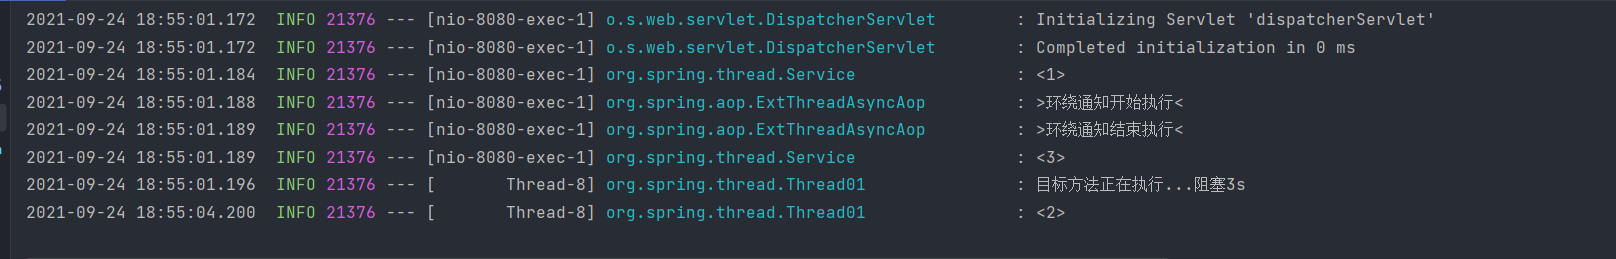 2021-09-24 18:55:01.172  INFO 21376 --- [nio-8080-exec-1] o.s.web.servlet.DispatcherServlet        : Initializing Servlet 'dispatcherServlet'
2021-09-24 18:55:01.172  INFO 21376 --- [nio-8080-exec-1] o.s.web.servlet.DispatcherServlet        : Completed initialization in 0 ms
2021-09-24 18:55:01.184  INFO 21376 --- [nio-8080-exec-1] org.spring.thread.Service                : <1>
2021-09-24 18:55:01.188  INFO 21376 --- [nio-8080-exec-1] org.spring.aop.ExtThreadAsyncAop         : >环绕通知开始执行<
2021-09-24 18:55:01.189  INFO 21376 --- [nio-8080-exec-1] org.spring.aop.ExtThreadAsyncAop         : >环绕通知结束执行<
2021-09-24 18:55:01.189  INFO 21376 --- [nio-8080-exec-1] org.spring.thread.Service                : <3>
2021-09-24 18:55:01.196  INFO 21376 --- [       Thread-8] org.spring.thread.Thread01               : 目标方法正在执行...阻塞3s
2021-09-24 18:55:04.200  INFO 21376 --- [       Thread-8] org.spring.thread.Thread01               : <2>